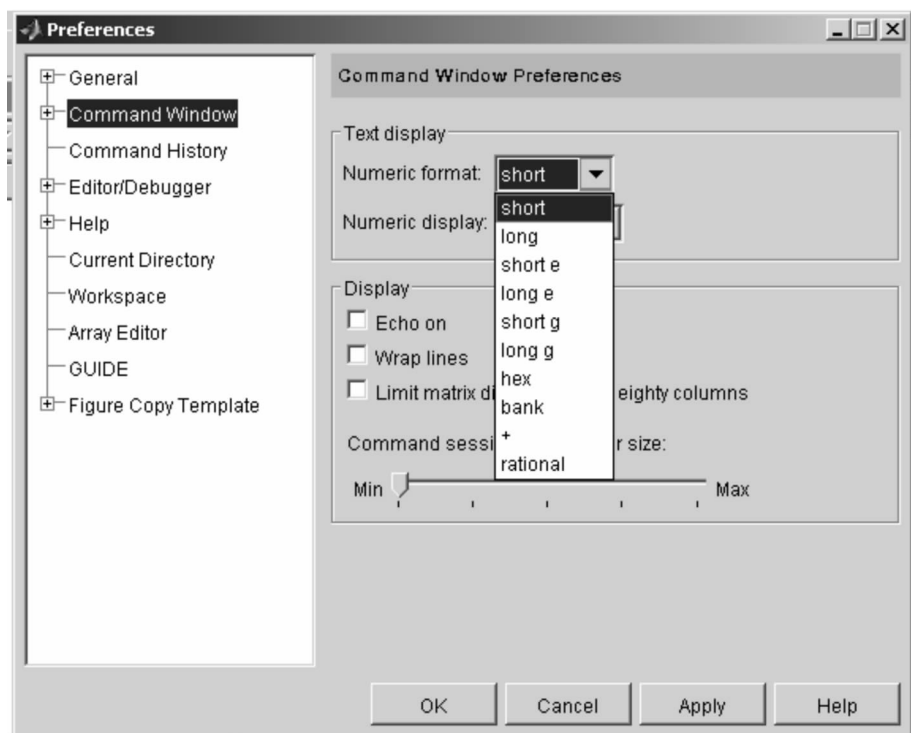 Preferences
General
Command Window
Command History
Editor/Debugger
Help
Current Directory
Workspace
Array Editor
GUIDE
Figure Copy Template
Command Window Preferences
Text display
Numeric format: short
Numeric display:
short
long
short e
long e
short g
long g
hex
bank
+
rational
Display
Echo on
Wrap lines
Limit matrix di eighty columns
Command sessi r size:
Min Max
OK Cancel Apply Help